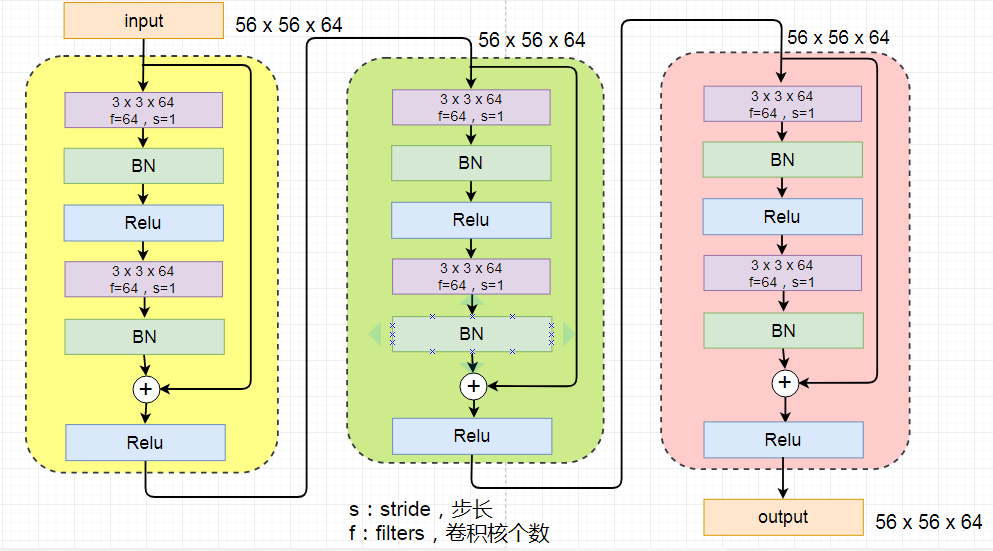 input
56 x 56 x 64
3 x 3 x 64
f=64，s=1
BN
Relu
3 x 3 x 64
f=64，s=1
BN
+
Relu
56 x 56 x 64
3 x 3 x 64
f=64，s=1
BN
Relu
3 x 3 x 64
f=64，s=1
BN
+
Relu
56 x 56 x 64
3 x 3 x 64
f=64，s=1
BN
Relu
3 x 3 x 64
f=64，s=1
BN
+
Relu
output
56 x 56 x 64
s：stride，步长
f：filters，卷积核个数